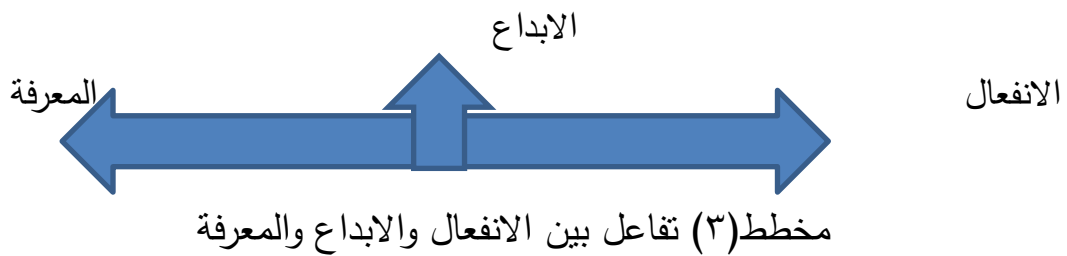 الابداع
الانفعال
المعرفة
مخطط(٣) تفاعل بين الانفعال والابداع والمعرفة